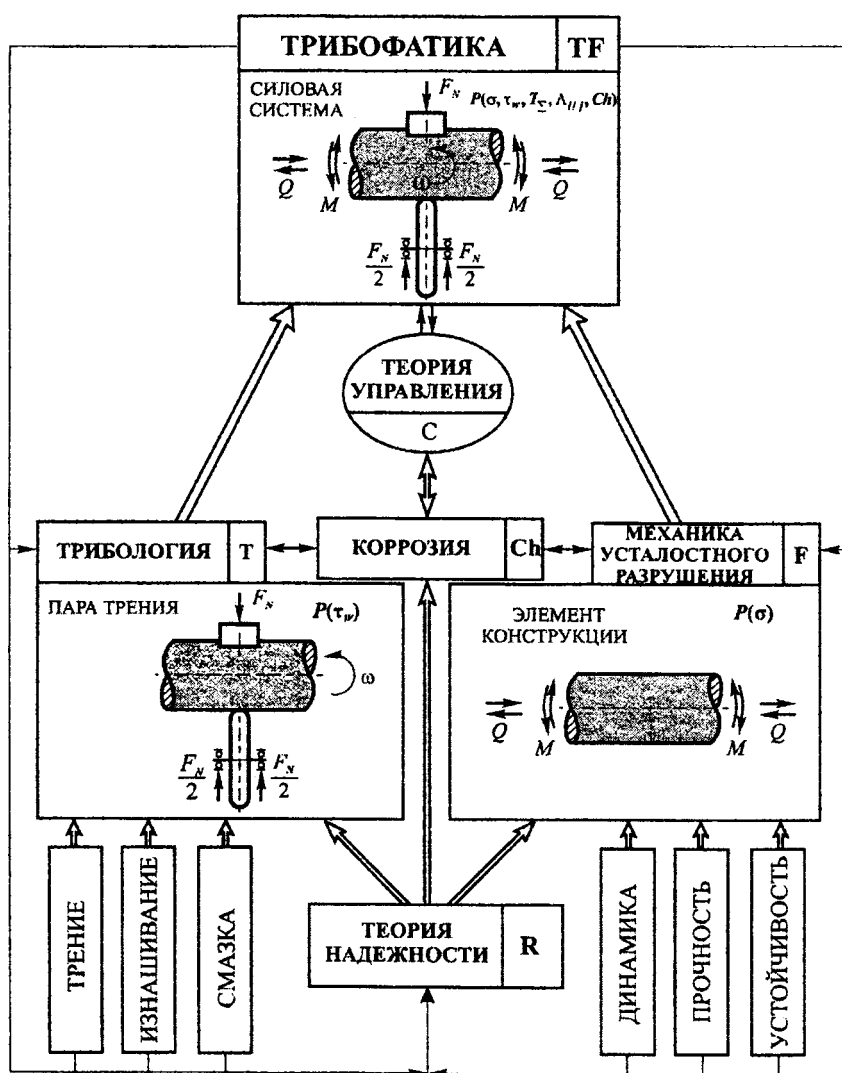 ТРИБОФАТИКА TF
СИЛОВАЯ
СИСТЕМА
F_N
P(σ, τ_w, T_Σ, Λ_{i/j}, Ch)
ω
Q M M Q
F_N/2 F_N/2
ТЕОРИЯ
УПРАВЛЕНИЯ
C
ТРИБОЛОГИЯ T
КОРРОЗИЯ Ch
МЕХАНИКА
УСТАЛОСТНОГО
РАЗРУШЕНИЯ F
ПАРА ТРЕНИЯ
F_N
P(τ_w)
ω
F_N/2 F_N/2
ЭЛЕМЕНТ
КОНСТРУКЦИИ
P(σ)
Q M M Q
ТРЕНИЕ
ИЗНАШИВАНИЕ
СМАЗКА
ТЕОРИЯ
НАДЕЖНОСТИ R
ДИНАМИКА
ПРОЧНОСТЬ
УСТОЙЧИВОСТЬ